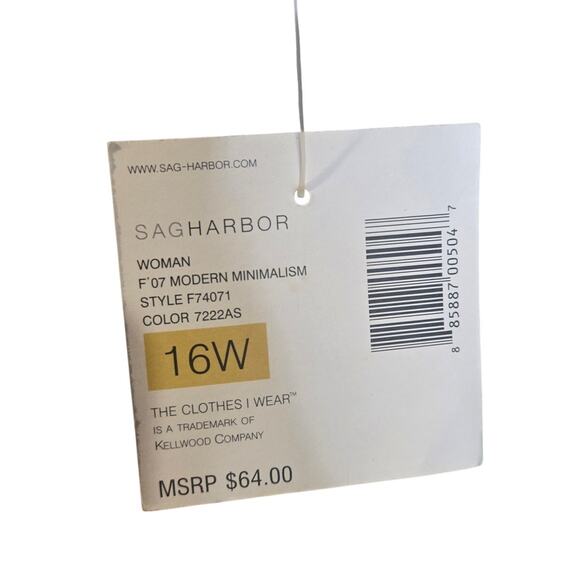 WWW.SAG-HARBOR.COM
SAGHARBOR
WOMAN
F'07 MODERN MINIMALISM
STYLE F74071
COLOR 7222AS
16W
THE CLOTHES I WEAR™
IS A TRADEMARK OF
KELLWOOD COMPANY
MSRP $64.00
8 85887 00504 7